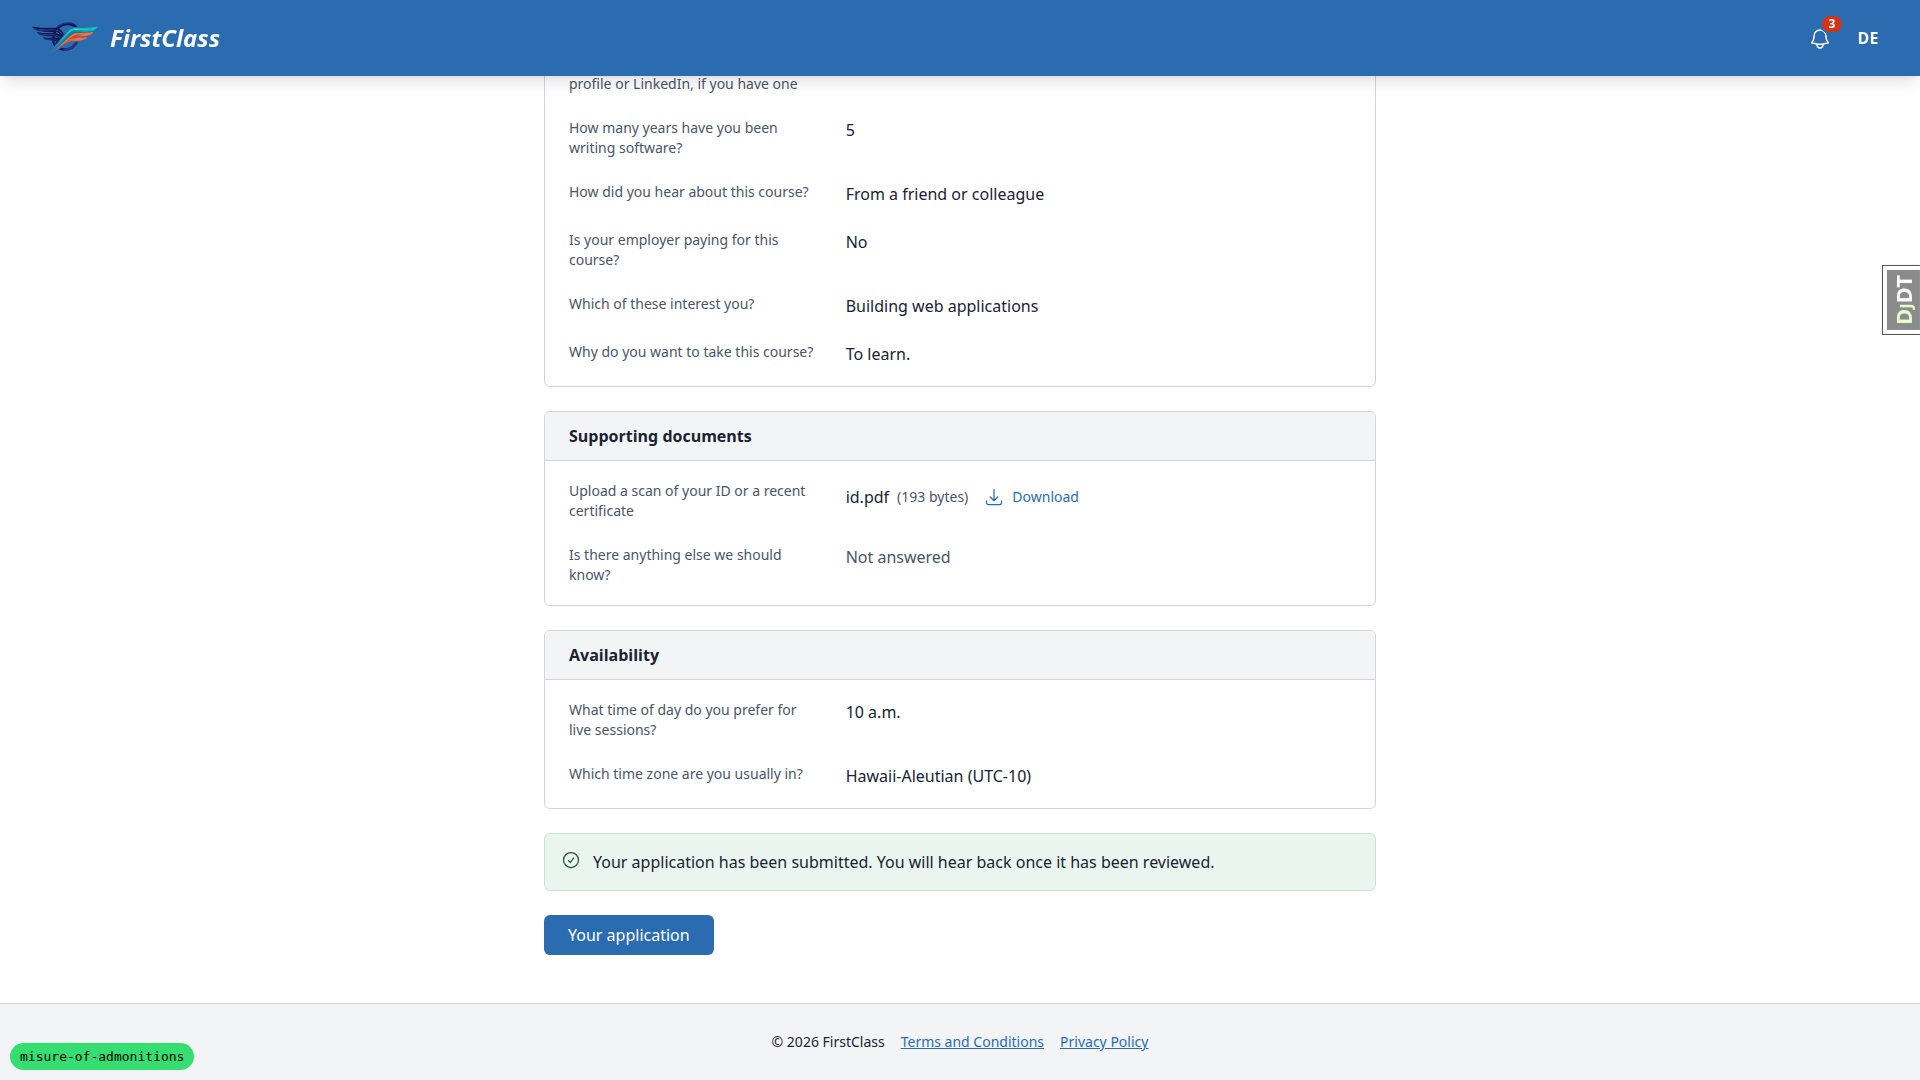 FirstClass
3
DE
profile or LinkedIn, if you have one
How many years have you been
writing software?
5
How did you hear about this course?
From a friend or colleague
Is your employer paying for this
course?
No
Which of these interest you?
Building web applications
Why do you want to take this course?
To learn.
DJDT
Supporting documents
Upload a scan of your ID or a recent
certificate
id.pdf (193 bytes) Download
Is there anything else we should
know?
Not answered
Availability
What time of day do you prefer for
live sessions?
10 a.m.
Which time zone are you usually in?
Hawaii-Aleutian (UTC-10)
Your application has been submitted. You will hear back once it has been reviewed.
Your application
© 2026 FirstClass Terms and Conditions Privacy Policy
misure-of-admonitions